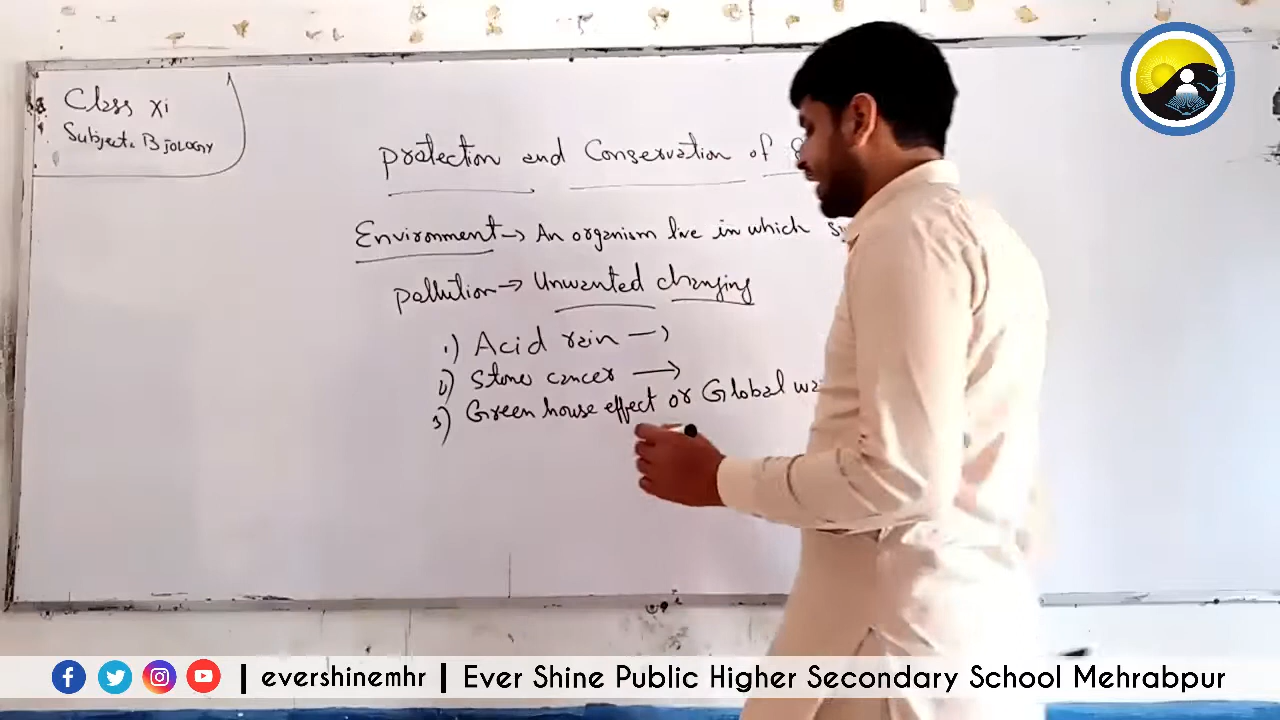 Class XI
Subject: Biology
Protection and Conservation of
Environment → An organism live in which
pollution → Unwanted changing
1) Acid rain →
2) Stone cancer →
3) Green house effect or Global
| evershinemhr | Ever Shine Public Higher Secondary School Mehrabpur